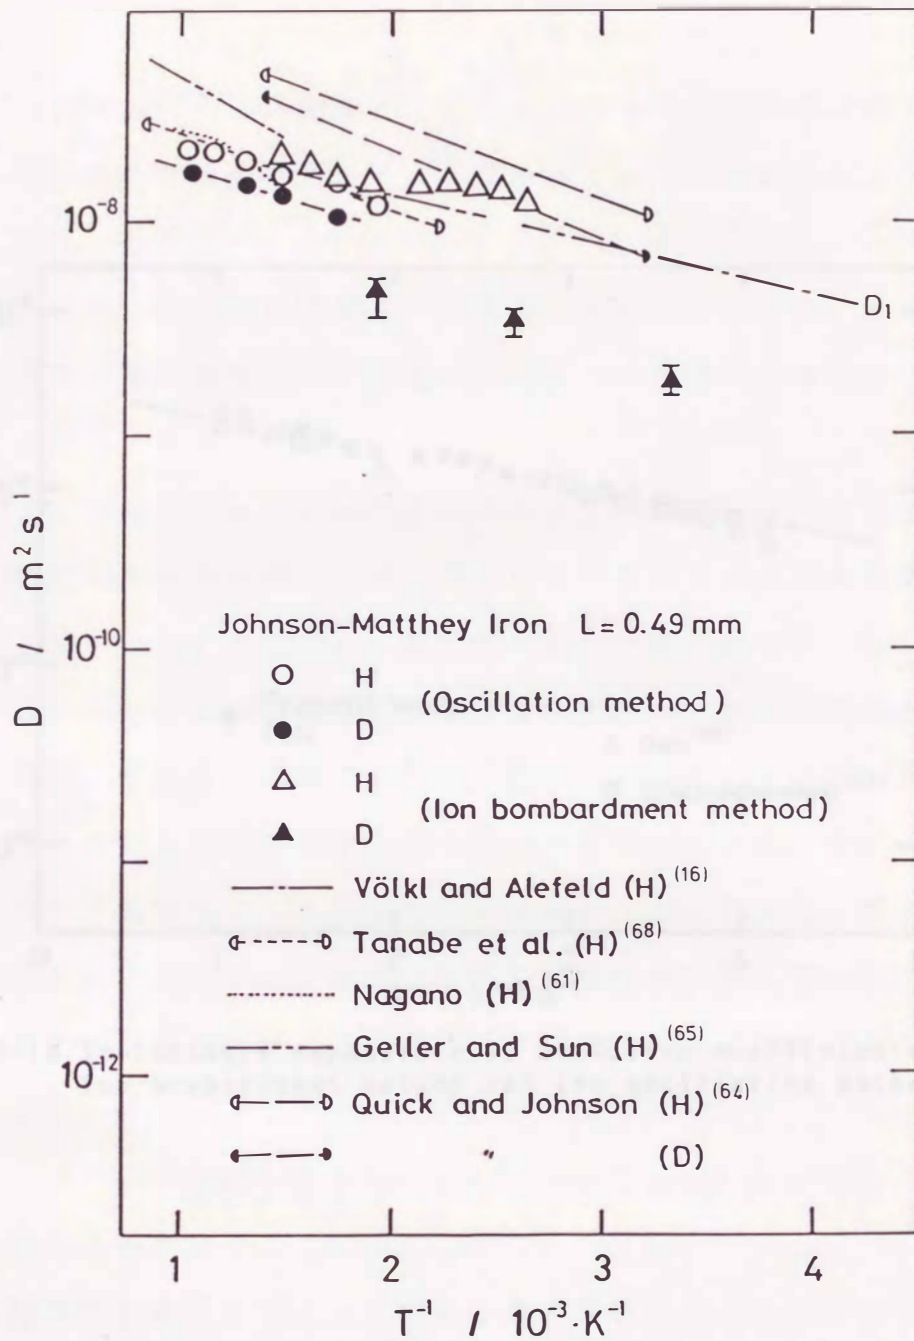 10⁻⁸
D₁
D / m² s⁻¹
10⁻¹⁰
Johnson-Matthey Iron L = 0.49 mm
○ H
(Oscillation method)
● D
△ H
(Ion bombardment method)
▲ D
Völkl and Alefeld (H)⁽¹⁶⁾
Tanabe et al. (H)⁽⁶⁸⁾
Nagano (H)⁽⁶¹⁾
Geller and Sun (H)⁽⁶⁵⁾
10⁻¹²
Quick and Johnson (H)⁽⁶⁴⁾
〃 (D)
1 2 3 4
T⁻¹ / 10⁻³·K⁻¹